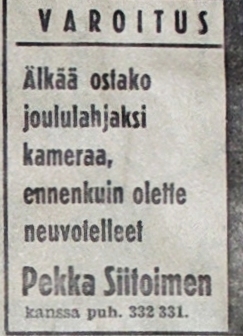 VAROITUS
Älkää ostako
joululahjaksi
kameraa,
ennenkuin olette
neuvotelleet
Pekka Siitoimen
kanssa puh. 332 331.